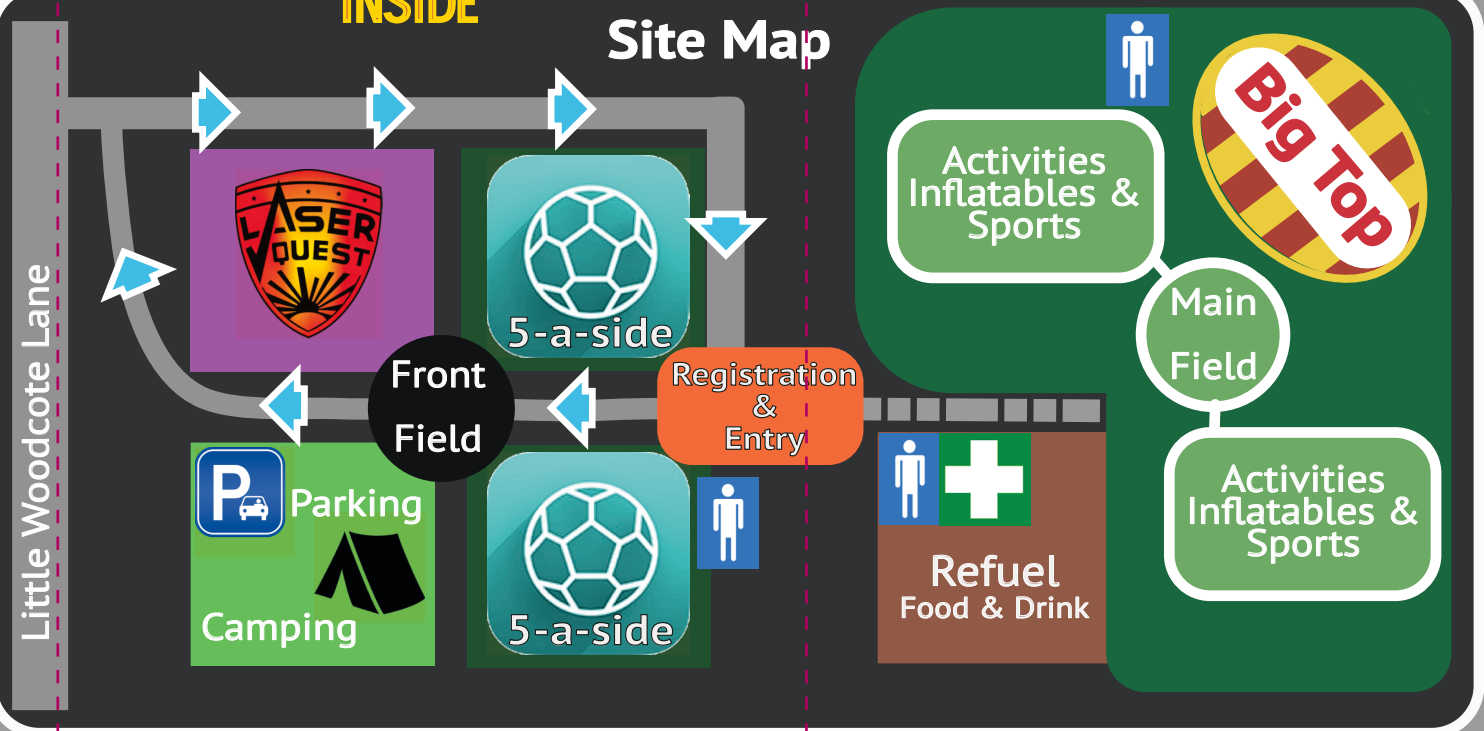 INSIDE
Site Map
Little Woodcote Lane
LASER
QUEST
5-a-side
Front
Field
Registration
&
Entry
P
Parking
Camping
5-a-side
Activities
Inflatables &
Sports
Big Top
Main
Field
Activities
Inflatables &
Sports
Refuel
Food & Drink